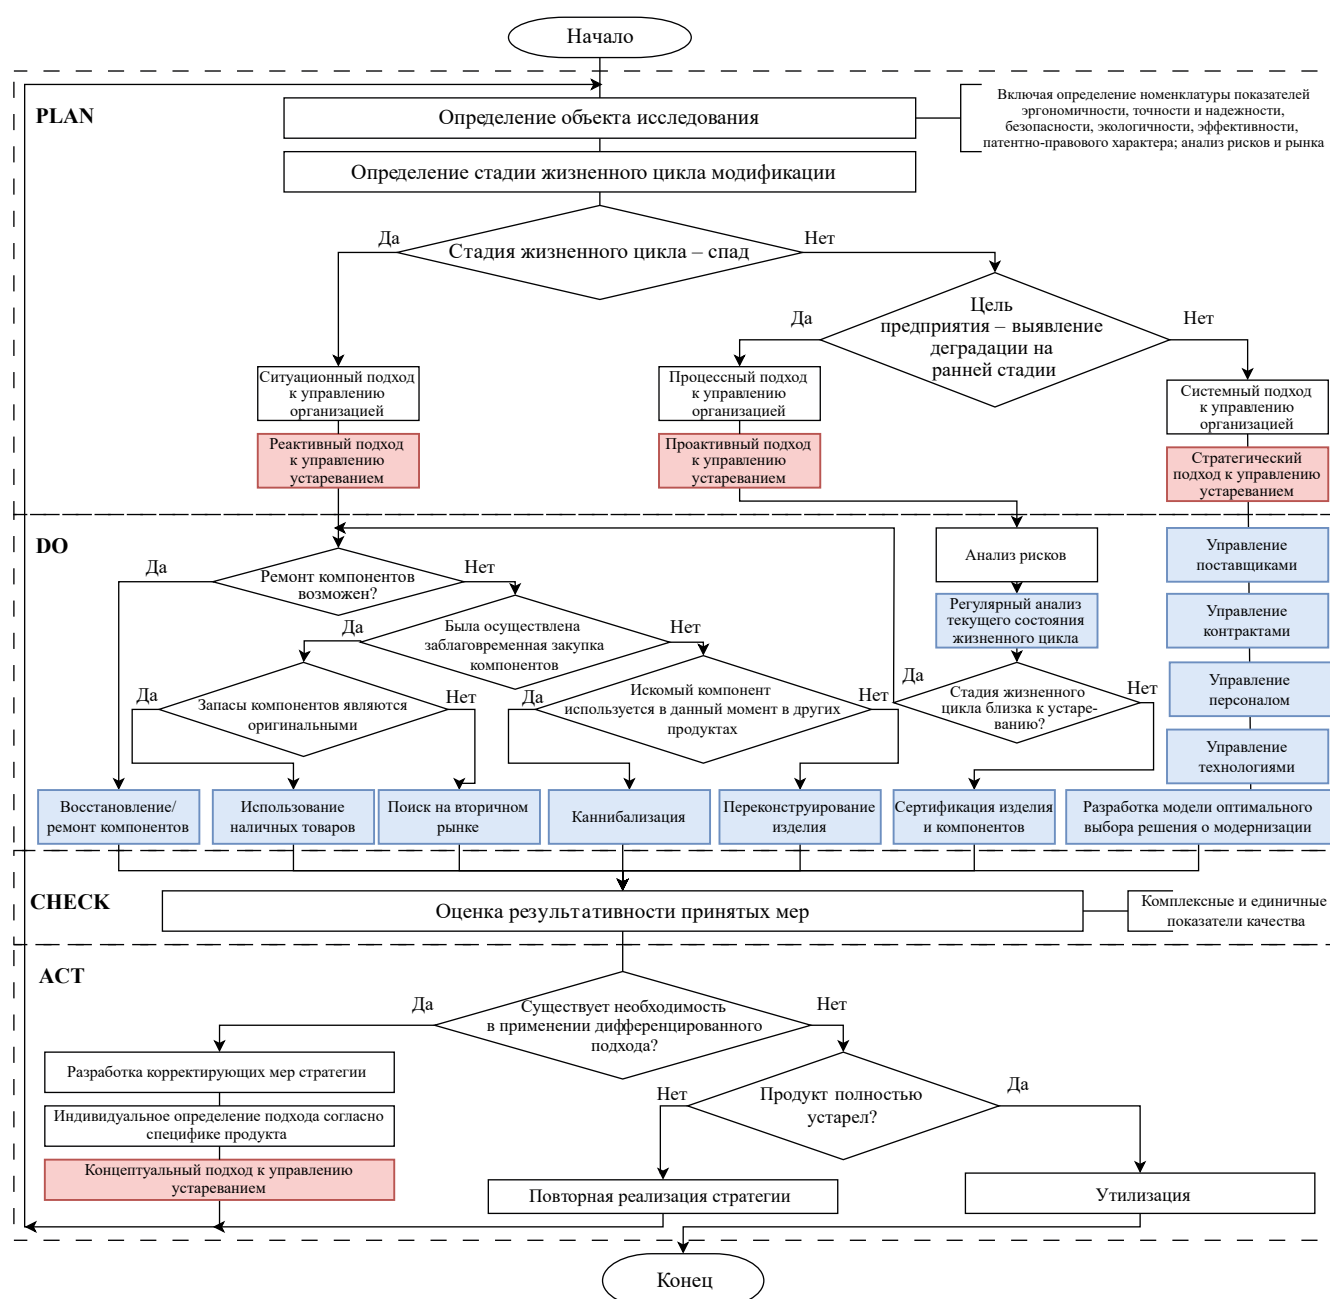 Начало
PLAN
Определение объекта исследования
Включая определение номенклатуры показателей
эргономичности, точности и надежности,
безопасности, экологичности, эффективности,
патентно-правового характера; анализ рисков и рынка
Определение стадии жизненного цикла модификации
Да
Стадия жизненного цикла – спад
Нет
Да
Цель
предприятия – выявление
деградации на
ранней стадии
Нет
Ситуационный подход
к управлению
организацией
Процессный подход
к управлению
организацией
Системный подход
к управлению
организацией
Реактивный подход
к управлению
устареванием
Проактивный подход
к управлению
устареванием
Стратегический
подход к управлению
устареванием
DO
Да
Ремонт компонентов
возможен?
Нет
Анализ рисков
Управление
поставщиками
Да
Была осуществлена
заблаговременная закупка
компонентов
Нет
Регулярный анализ
текущего состояния
жизненного цикла
Управление
контрактами
Да
Запасы компонентов являются
оригинальными
Нет
Да
Искомый компонент
используется в данный момент в других
продуктах
Нет
Да
Стадия жизненного
цикла близка к устаре-
ванию?
Нет
Управление
персоналом
Управление
технологиями
Восстановление/
ремонт компонентов
Использование
наличных товаров
Поиск на вторичном
рынке
Каннибализация
Переконструирование
изделия
Сертификация изделия
и компонентов
Разработка модели оптимального
выбора решения о модернизации
CHECK
Оценка результативности принятых мер
Комплексные и единичные
показатели качества
ACT
Да
Существует необходимость
в применении дифференцированного
подхода?
Нет
Разработка корректирующих мер стратегии
Индивидуальное определение подхода согласно
специфике продукта
Концептуальный подход к управлению
устареванием
Нет
Продукт полностью
устарел?
Да
Повторная реализация стратегии
Утилизация
Конец